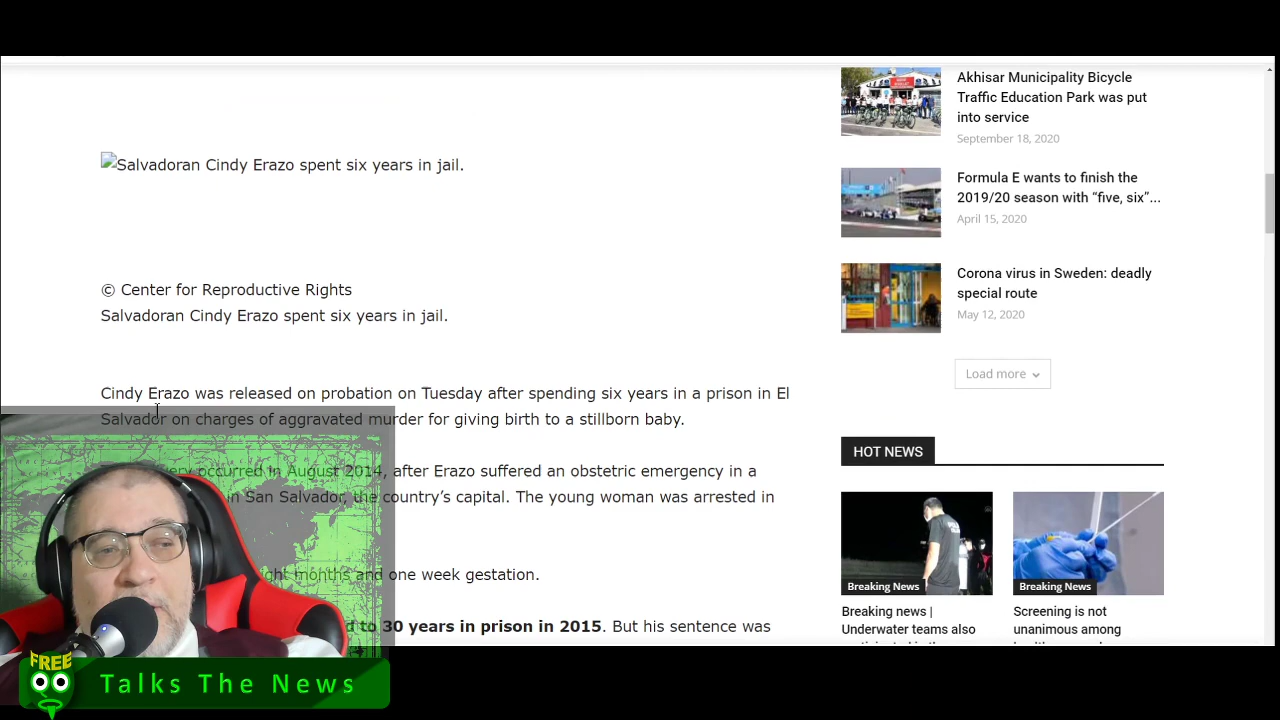 Salvadoran Cindy Erazo spent six years in jail.
© Center for Reproductive Rights
Salvadoran Cindy Erazo spent six years in jail.
Cindy Erazo was released on probation on Tuesday after spending six years in a prison in El
Salvador on charges of aggravated murder for giving birth to a stillborn baby.
occurred in August 2014, after Erazo suffered an obstetric emergency in a
in San Salvador, the country's capital. The young woman was arrested in
months and one week gestation.
to 30 years in prison in 2015. But his sentence was
Akhisar Municipality Bicycle
Traffic Education Park was put
into service
September 18, 2020
Formula E wants to finish the
2019/20 season with “five, six”...
April 15, 2020
Corona virus in Sweden: deadly
special route
May 12, 2020
Load more
HOT NEWS
Breaking News
Breaking news |
Underwater teams also
Breaking News
Screening is not
unanimous among
FREE
Talks The News